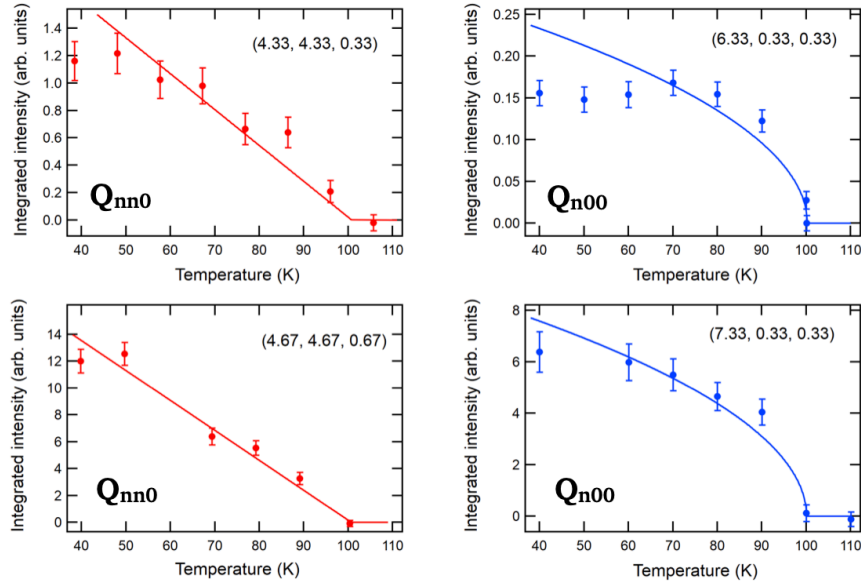 Integrated intensity (arb. units)
1.4
1.2
1.0
0.8
0.6
0.4
0.2
0.0
(4.33, 4.33, 0.33)
Qnn0
40 50 60 70 80 90 100 110
Temperature (K)
Integrated intensity (arb. units)
0.25
0.20
0.15
0.10
0.05
0.00
(6.33, 0.33, 0.33)
Qn00
40 50 60 70 80 90 100 110
Temperature (K)
Integrated intensity (arb. units)
14
12
10
8
6
4
2
0
(4.67, 4.67, 0.67)
Qnn0
40 50 60 70 80 90 100 110
Temperature (K)
Integrated intensity (arb. units)
8
6
4
2
0
(7.33, 0.33, 0.33)
Qn00
40 50 60 70 80 90 100 110
Temperature (K)